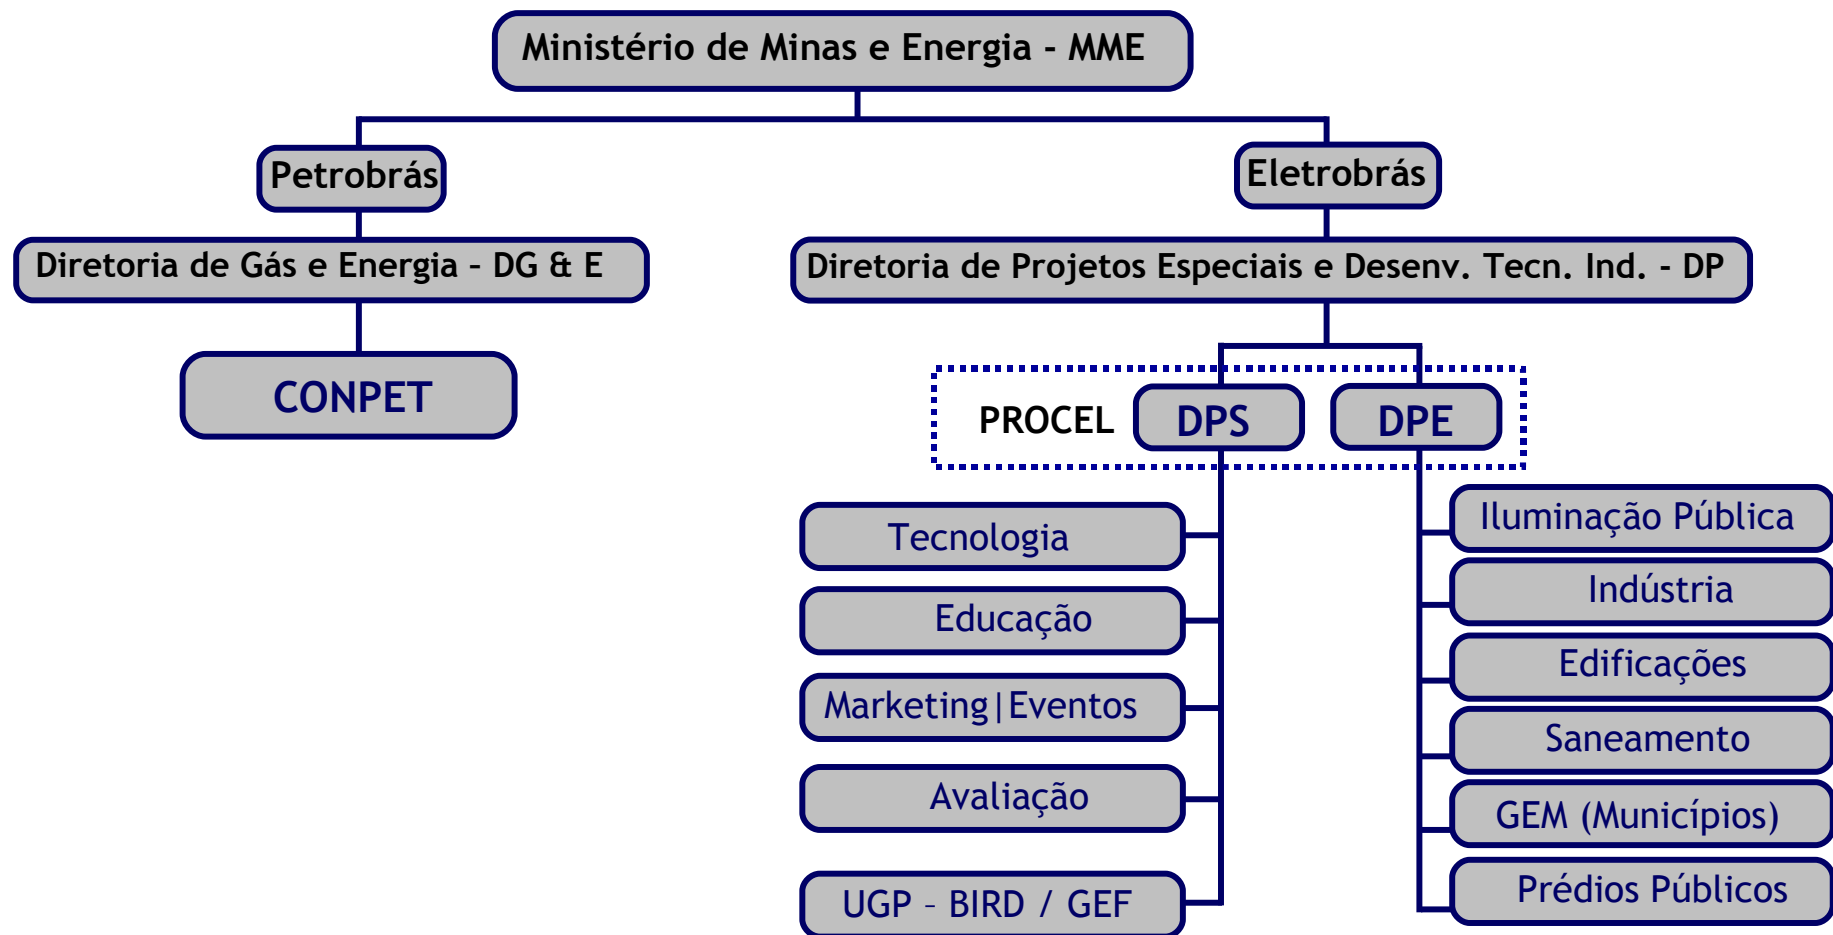 Ministério de Minas e Energia - MME
Petrobrás
Eletrobrás
Diretoria de Gás e Energia – DG & E
Diretoria de Projetos Especiais e Desenv. Tecn. Ind. - DP
CONPET
PROCEL
DPS
DPE
Tecnologia
Educação
Marketing|Eventos
Avaliação
UGP – BIRD / GEF
Iluminação Pública
Indústria
Edificações
Saneamento
GEM (Municípios)
Prédios Públicos